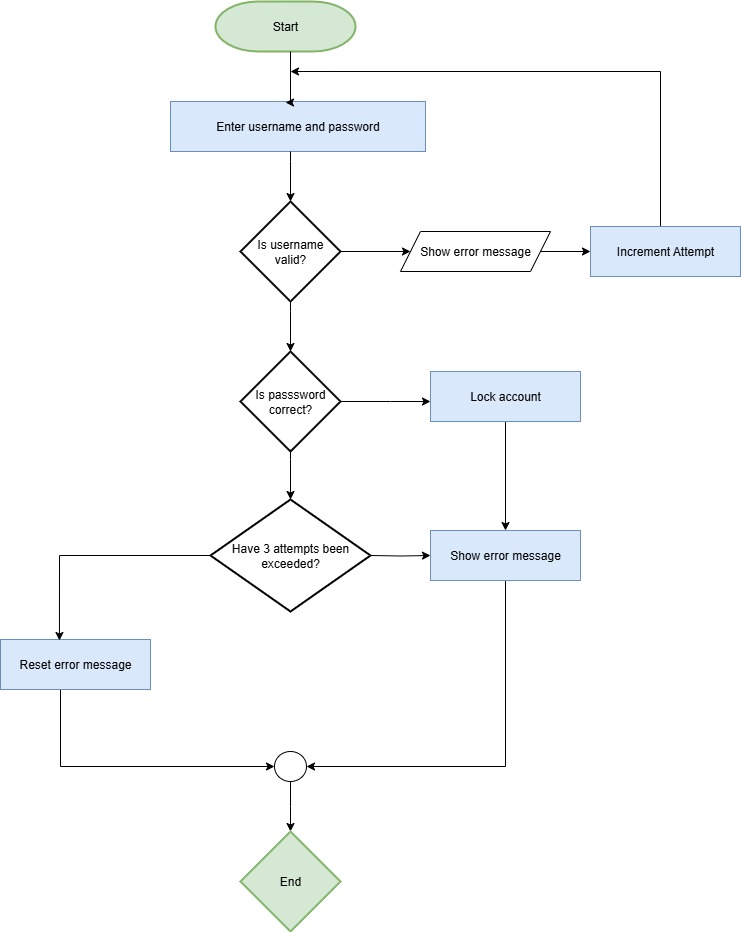 Start
Enter username and password
Is username
valid?
Show error message
Increment Attempt
Is passsword
correct?
Lock account
Have 3 attempts been
exceeded?
Show error message
Reset error message
End